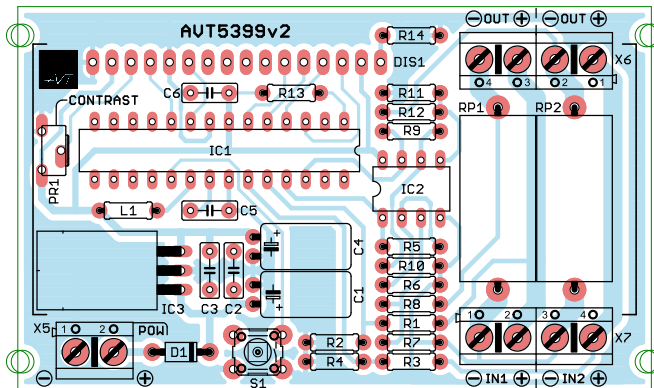 AVT5399v2
R14
⊖OUT⊕ ⊖OUT⊕
X6
4 3 2 1
DIS1
AVT
C6
R13
R11
R12
R9
RP1 RP2
CONTRAST
IC1
PR1
IC2
L1
C5
R5
R10
R6
R8
R1
R7
R3
C4
C1
IC3 C3 C2
X5
1 2
POW
D1
S1
R2
R4
1 2 3 4
X7
⊖ ⊕
⊖IN1⊕ ⊖IN2⊕